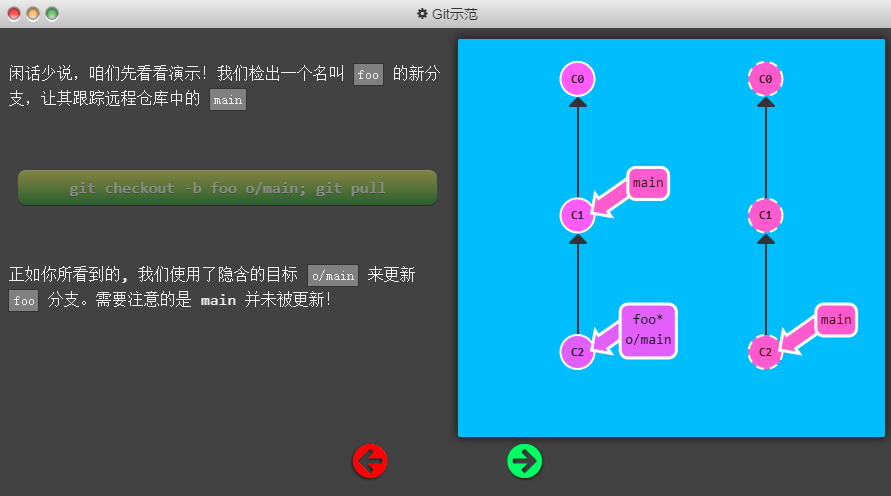 Git示范
闲话少说，咱们先看看演示！我们检出一个名叫 foo 的新分
支，让其跟踪远程仓库中的 main
git checkout -b foo o/main; git pull
正如你所看到的, 我们使用了隐含的目标 o/main 来更新
foo 分支。需要注意的是 main 并未被更新！
C0
C0
main
C1
C1
foo*
o/main
main
C2
C2